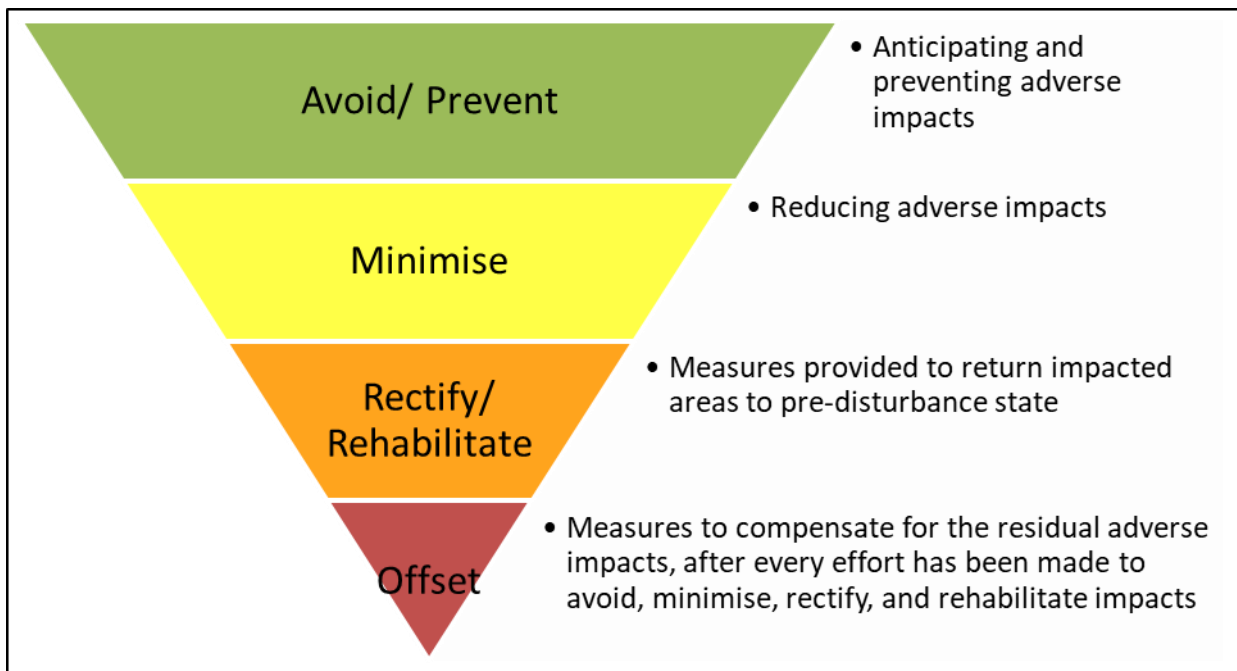 Avoid/ Prevent
• Anticipating and
preventing adverse
impacts
Minimise
• Reducing adverse impacts
Rectify/
Rehabilitate
• Measures provided to return impacted
areas to pre-disturbance state
Offset
• Measures to compensate for the residual adverse
impacts, after every effort has been made to
avoid, minimise, rectify, and rehabilitate impacts